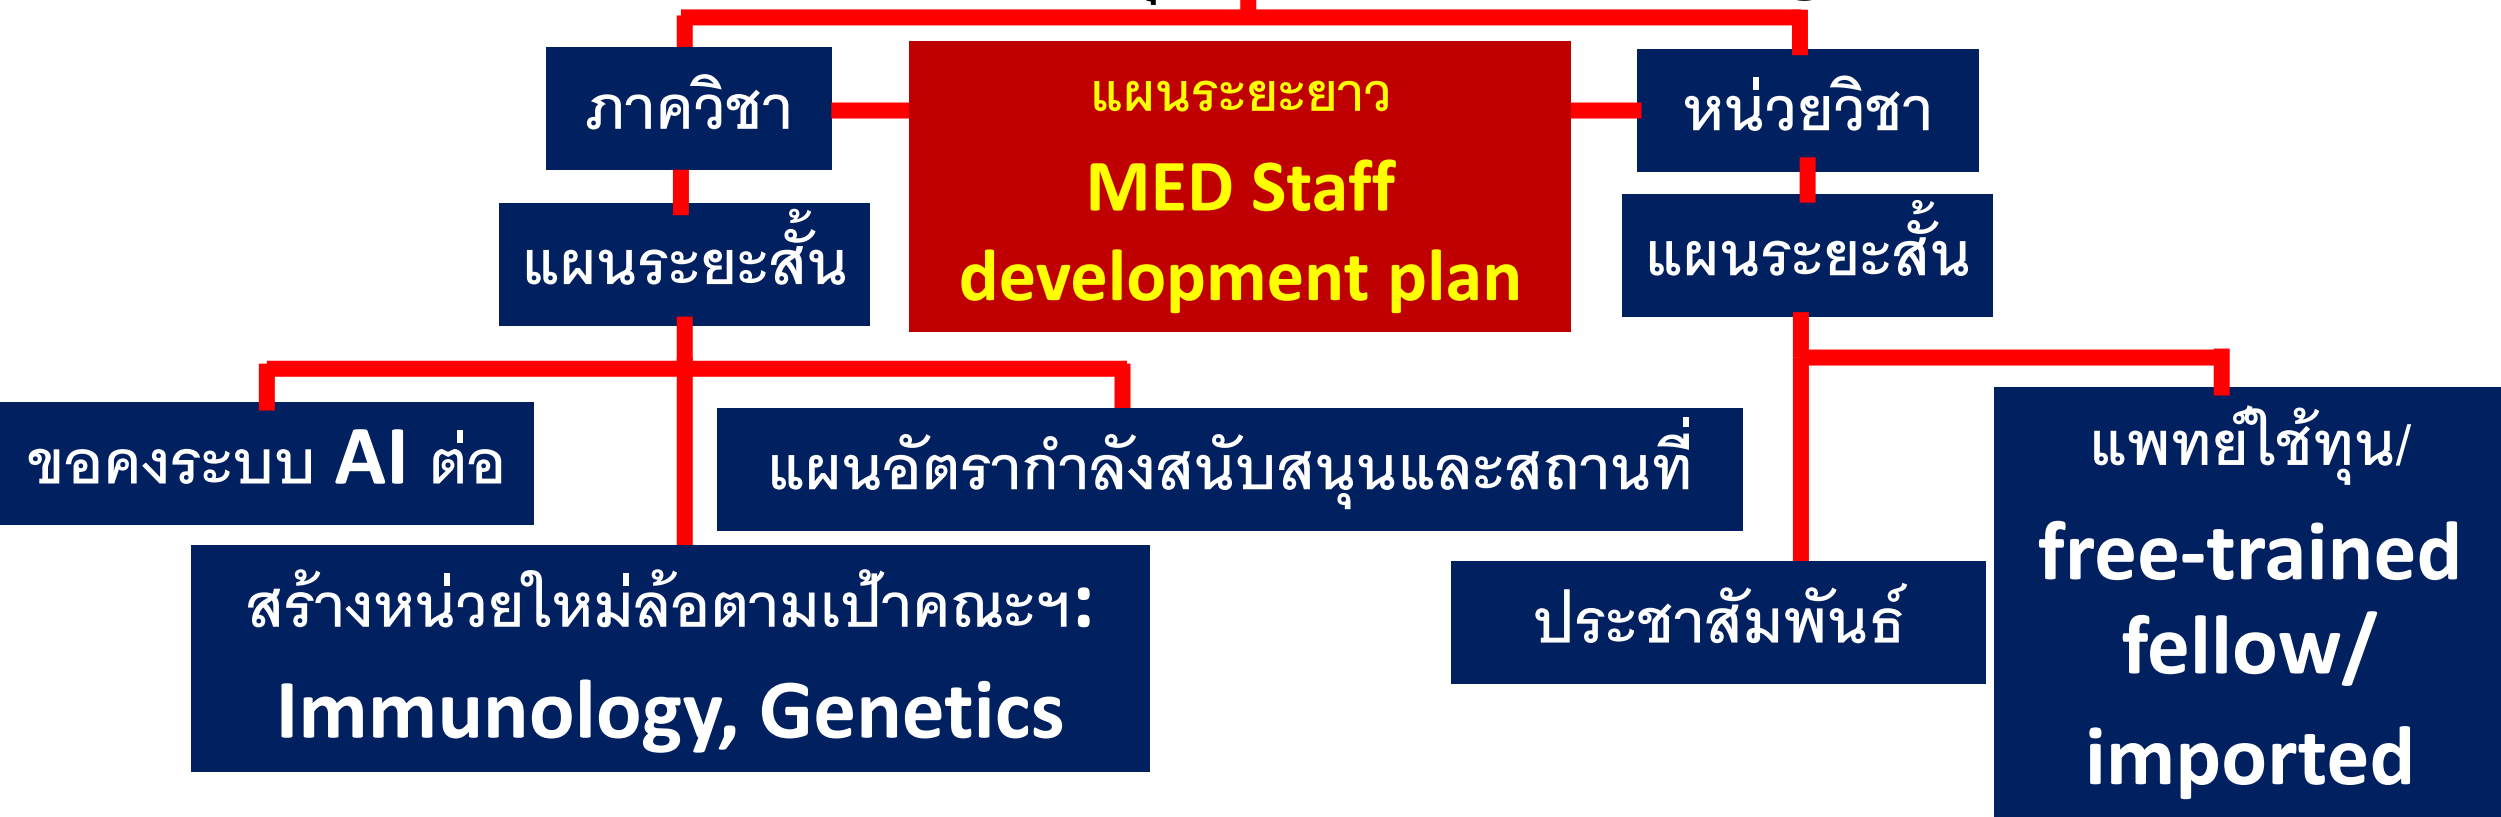 ภาควิชา
แผนระยะยาว
MED Staff
development plan
หน่วยวิชา
แผนระยะสั้น
แผนระยะสั้น
ขอคงระบบ AI ต่อ
แผนอัตรากำลังสนับสนุนและสถานที่
แพทย์ใช้ทุน/
free-trained
fellow/
imported
สร้างหน่วยใหม่ล้อตามเป้าคณะฯ:
Immunology, Genetics
ประชาสัมพันธ์